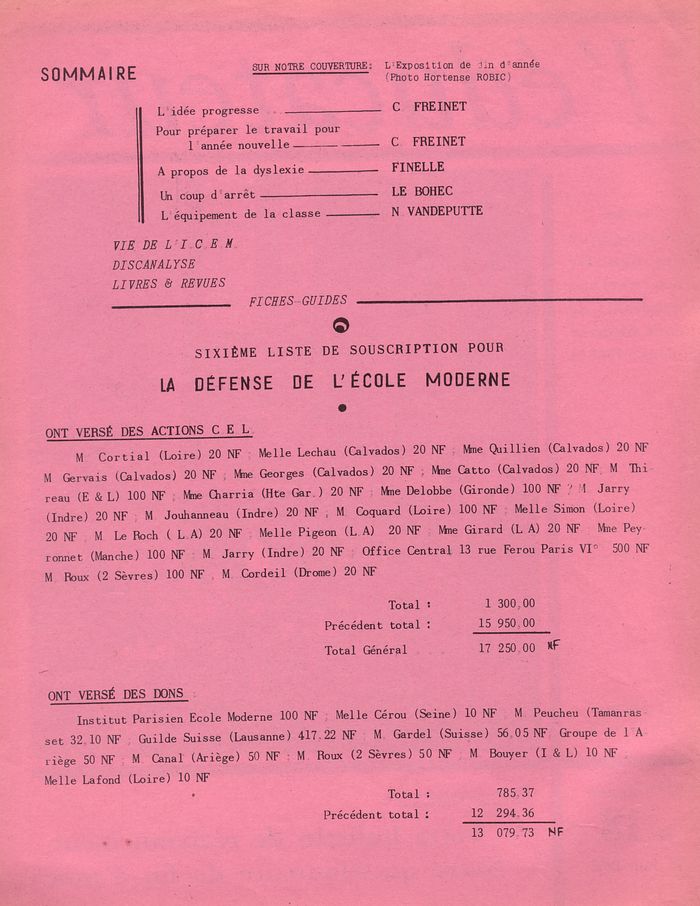 SOMMAIRE
SUR NOTRE COUVERTURE: L'Exposition de fin d'année
(Photo Hortense ROBIC)
L'idée progresse C. FREINET
Pour préparer le travail pour
l'année nouvelle C. FREINET
A propos de la dyslexie FINELLE
Un coup d'arrêt LE BOHEC
L'équipement de la classe N. VANDEPUTTE
VIE DE L'I.C.E.M.
DISCANALYSE
LIVRES & REVUES
FICHES-GUIDES
SIXIÈME LISTE DE SOUSCRIPTION POUR
LA DÉFENSE DE L'ÉCOLE MODERNE
ONT VERSÉ DES ACTIONS C E L
M. Cortial (Loire) 20 NF ; Melle Lechau (Calvados) 20 NF ; Mme Quillien (Calvados) 20 NF
M Gervais (Calvados) 20 NF ; Mme Georges (Calvados) 20 NF ; Mme Catto (Calvados) 20 NF M Thi-
reau (E & L) 100 NF ; Mme Charria (Hte Gar.) 20 NF ; Mme Delobbe (Gironde) 100 NF ? M Jarry
(Indre) 20 NF ; M. Jouhanneau (Indre) 20 NF ; M. Coquard (Loire) 100 NF ; Melle Simon (Loire)
20 NF ; M. Le Roch ( L.A) 20 NF ; Melle Pigeon (L.A) 20 NF ; Mme Girard (L A) 20 NF ; Mme Pey-
ronnet (Manche) 100 NF ; M. Jarry (Indre) 20 NF ; Office Central 13 rue Ferou Paris VI° 500 NF
M. Roux (2 Sèvres) 100 NF , M. Cordeil (Drome) 20 NF
Total : 1 300,00
Précédent total : 15 950,00
Total Général 17 250,00 NF
ONT VERSÉ DES DONS :
Institut Parisien Ecole Moderne 100 NF ; Melle Cérou (Seine) 10 NF ; M. Peucheu (Tamanras
set 32,10 NF ; Guilde Suisse (Lausanne) 417.22 NF ; M. Gardel (Suisse) 56.05 NF, Groupe de l'A-
riège 50 NF ; M. Canal (Ariège) 50 NF ; M. Roux (2 Sèvres) 50 NF ; M. Bouyer (I & L) 10 NF ;
Melle Lafond (Loire) 10 NF
Total : 785.37
Précédent total : 12 294.36
13 079.73 NF